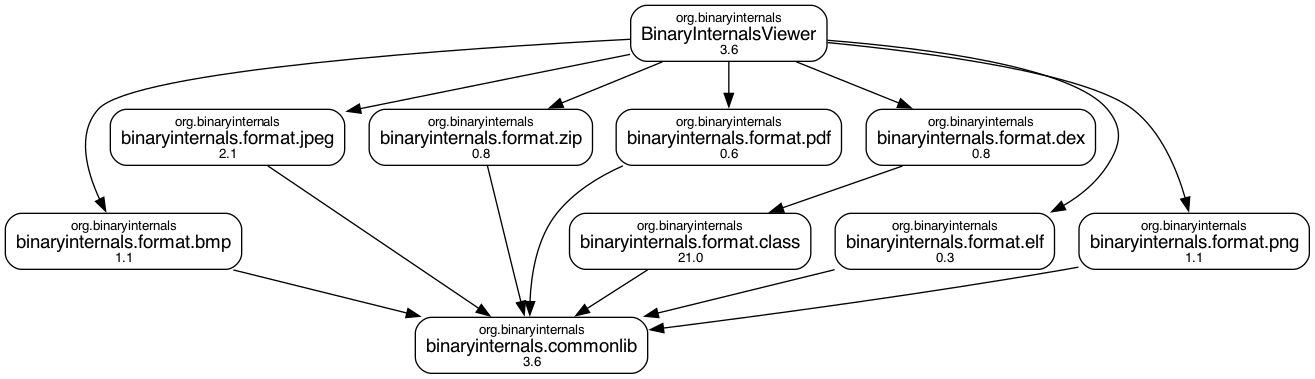 org.binaryinternals
BinaryInternalsViewer
3.6
org.binaryinternals
binaryinternals.format.jpeg
2.1
org.binaryinternals
binaryinternals.format.zip
0.8
org.binaryinternals
binaryinternals.format.pdf
0.6
org.binaryinternals
binaryinternals.format.dex
0.8
org.binaryinternals
binaryinternals.format.bmp
1.1
org.binaryinternals
binaryinternals.format.class
21.0
org.binaryinternals
binaryinternals.format.elf
0.3
org.binaryinternals
binaryinternals.format.png
1.1
org.binaryinternals
binaryinternals.commonlib
3.6